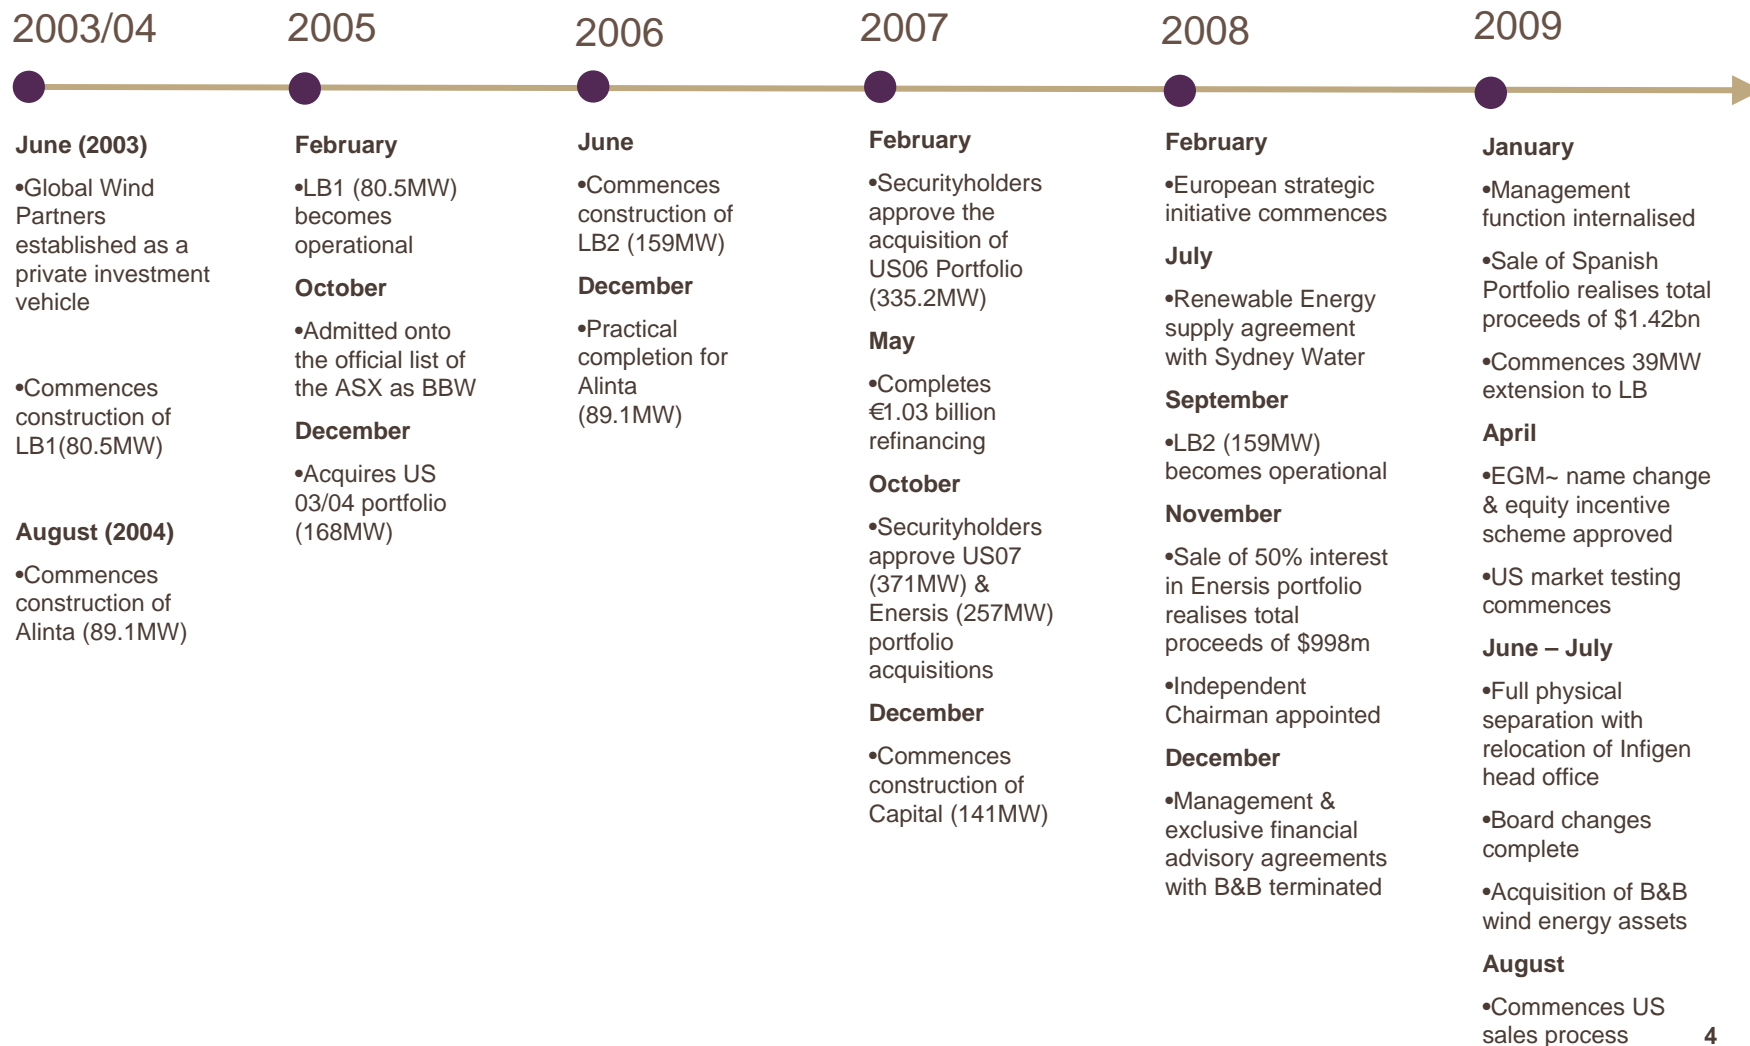 2003/04
June (2003)
•Global Wind
Partners
established as a
private investment
vehicle
•Commences
construction of
LB1(80.5MW)
August (2004)
•Commences
construction of
Alinta (89.1MW)
2005
February
•LB1 (80.5MW)
becomes
operational
October
•Admitted onto
the official list of
the ASX as BBW
December
•Acquires US
03/04 portfolio
(168MW)
2006
June
•Commences
construction of
LB2 (159MW)
December
•Practical
completion for
Alinta
(89.1MW)
2007
February
•Securityholders
approve the
acquisition of
US06 Portfolio
(335.2MW)
May
•Completes
€1.03 billion
refinancing
October
•Securityholders
approve US07
(371MW) &
Enersis (257MW)
portfolio
acquisitions
December
•Commences
construction of
Capital (141MW)
2008
February
•European strategic
initiative commences
July
•Renewable Energy
supply agreement
with Sydney Water
September
•LB2 (159MW)
becomes operational
November
•Sale of 50% interest
in Enersis portfolio
realises total
proceeds of $998m
•Independent
Chairman appointed
December
•Management &
exclusive financial
advisory agreements
with B&B terminated
2009
January
•Management
function internalised
•Sale of Spanish
Portfolio realises total
proceeds of $1.42bn
•Commences 39MW
extension to LB
April
•EGM~ name change
& equity incentive
scheme approved
•US market testing
commences
June – July
•Full physical
separation with
relocation of Infigen
head office
•Board changes
complete
•Acquisition of B&B
wind energy assets
August
•Commences US
sales process
4